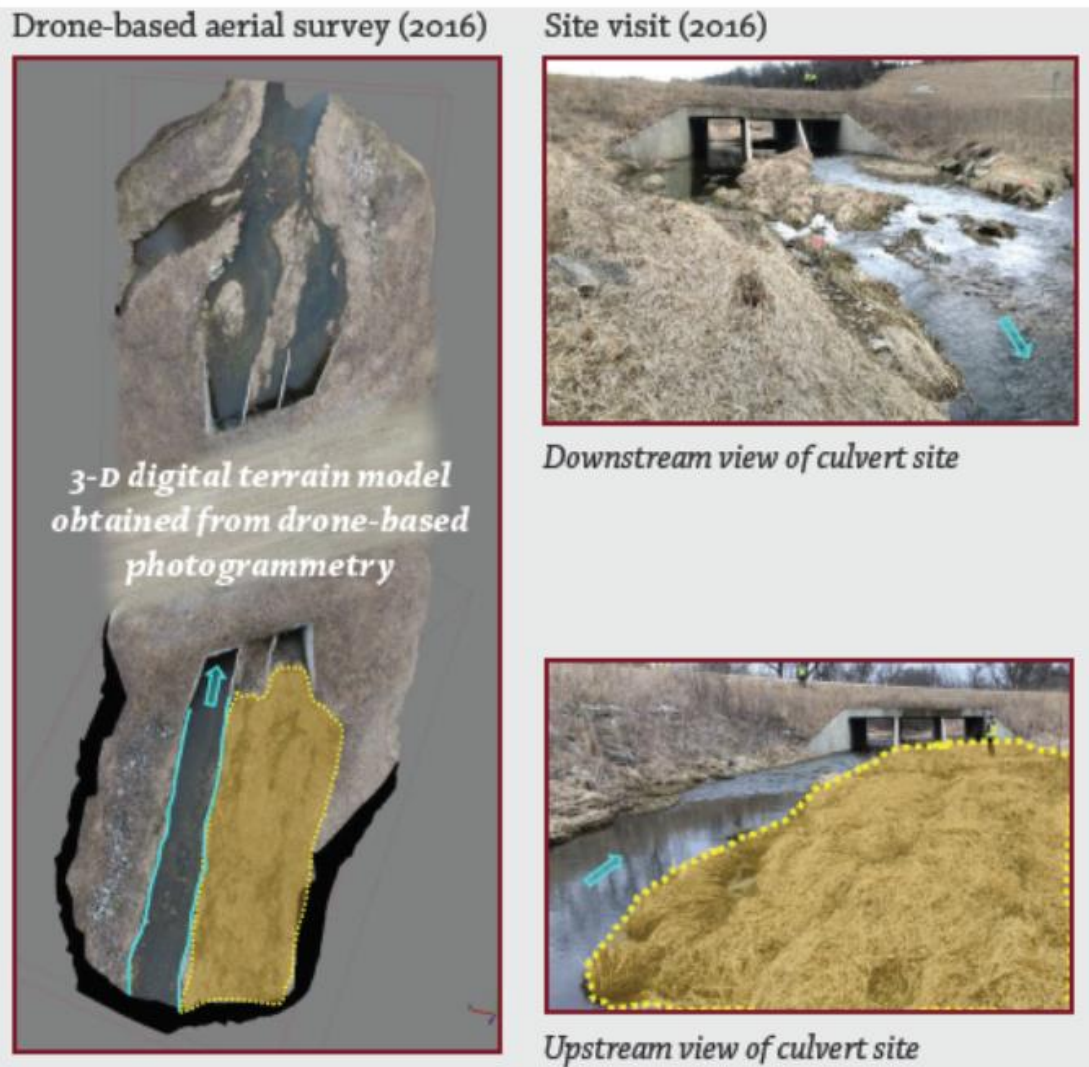 Drone-based aerial survey (2016)
Site visit (2016)
3-D digital terrain model
obtained from drone-based
photogrammetry
Downstream view of culvert site
Upstream view of culvert site